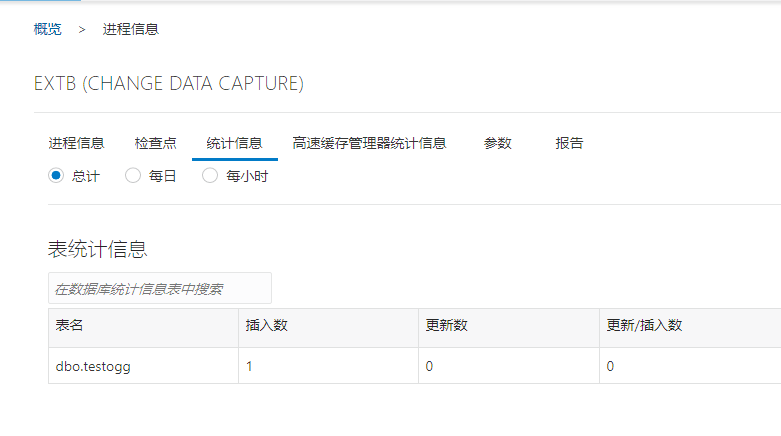 概览 > 进程信息
EXTB (CHANGE DATA CAPTURE)
进程信息 检查点 统计信息 高速缓存管理器统计信息 参数 报告
总计 每日 每小时
表统计信息
在数据库统计信息表中搜索
表名 插入数 更新数 更新/插入数
dbo.testogg 1 0 0